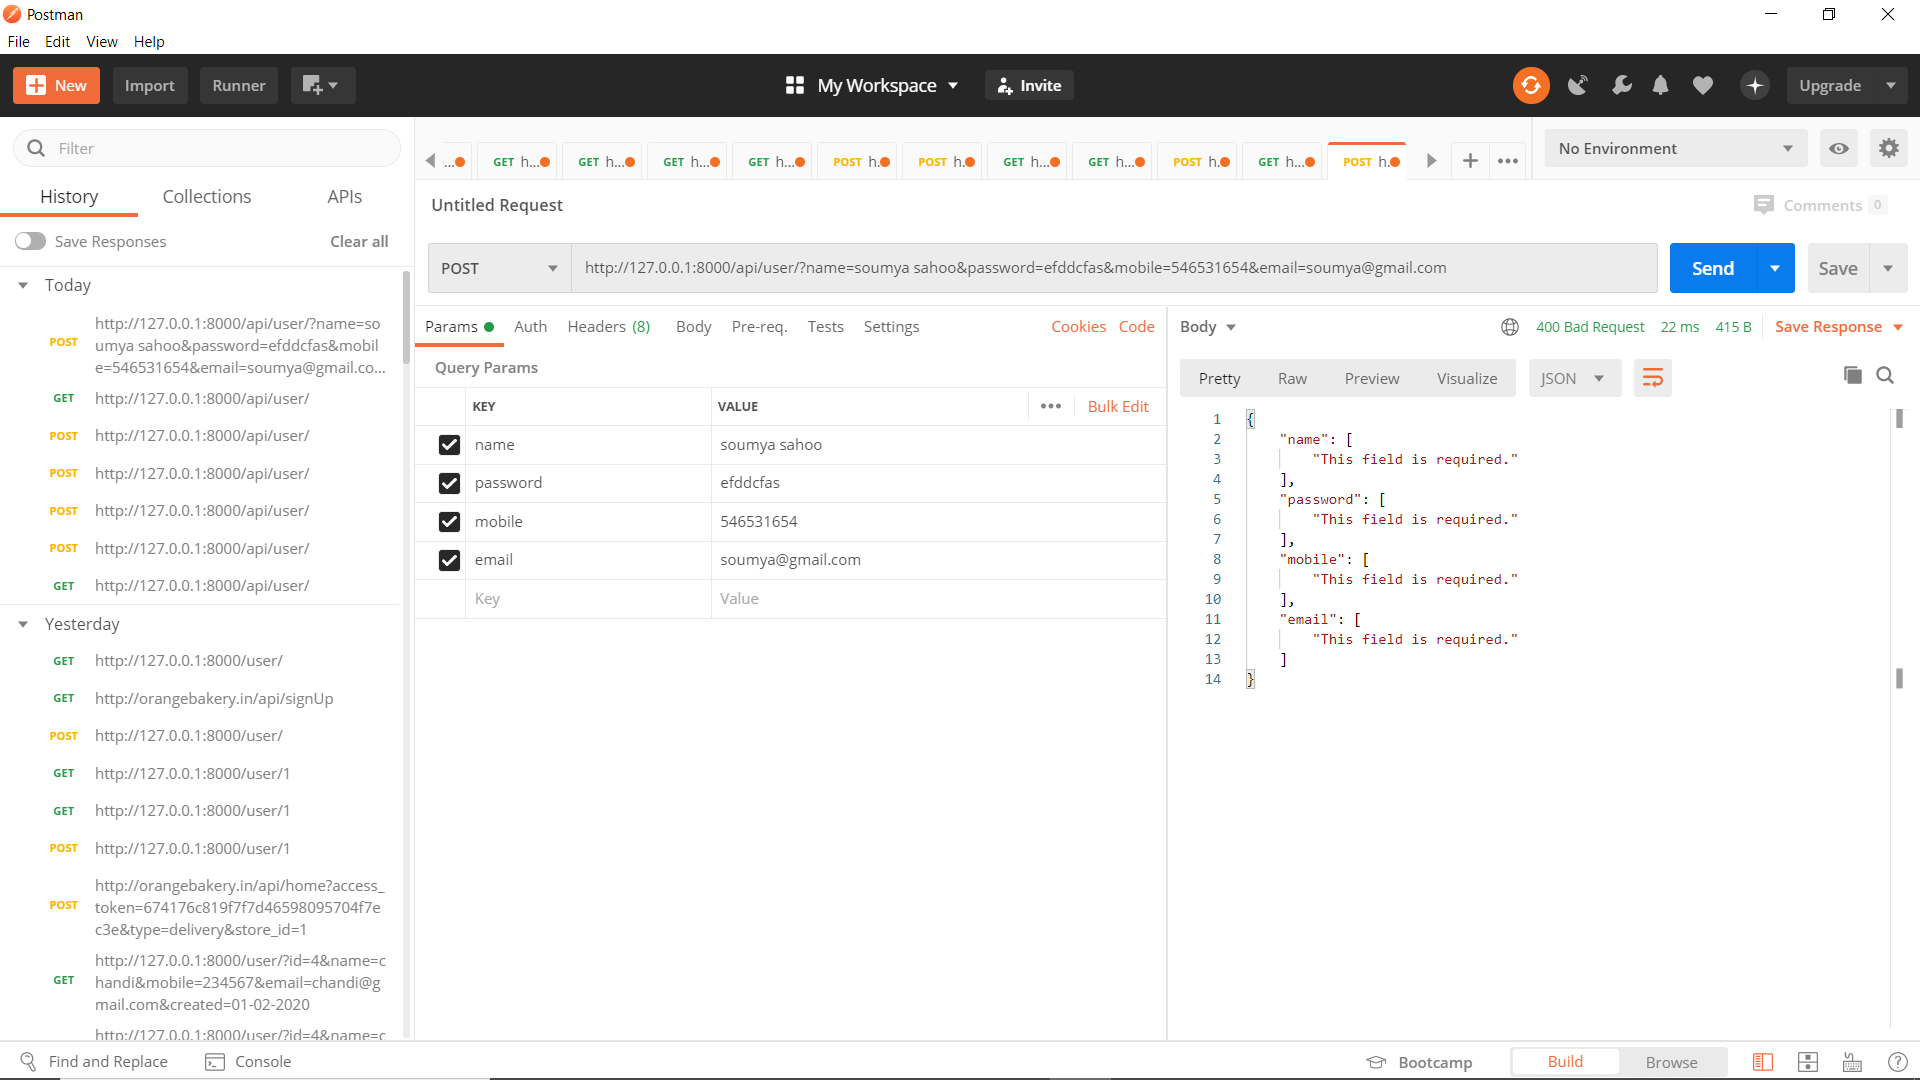 Postman
File Edit View Help
New Import Runner My Workspace Invite Upgrade
Filter
History Collections APIs
Save Responses Clear all
Today
POST http://127.0.0.1:8000/api/user/?name=so
umya sahoo&password=efddcfas&mobil
e=546531654&email=soumya@gmail.co...
GET http://127.0.0.1:8000/api/user/
POST http://127.0.0.1:8000/api/user/
POST http://127.0.0.1:8000/api/user/
POST http://127.0.0.1:8000/api/user/
POST http://127.0.0.1:8000/api/user/
GET http://127.0.0.1:8000/api/user/
Yesterday
GET http://127.0.0.1:8000/user/
GET http://orangebakery.in/api/signUp
POST http://127.0.0.1:8000/user/
GET http://127.0.0.1:8000/user/1
GET http://127.0.0.1:8000/user/1
POST http://127.0.0.1:8000/user/1
POST http://orangebakery.in/api/home?access_
token=674176c819f7f7d46598095704f7e
c3e&type=delivery&store_id=1
GET http://127.0.0.1:8000/user/?id=4&name=c
handi&mobile=234567&email=chandi@g
mail.com&created=01-02-2020
http://127.0.0.1:8000/user/?id=4&name=c
... GET h... GET h... GET h... GET h... POST h. POST h. GET h... GET h... POST h. GET h... POST h.
No Environment
Untitled Request
Comments 0
POST http://127.0.0.1:8000/api/user/?name=soumya sahoo&password=efddcfas&mobile=546531654&email=soumya@gmail.com
Send Save
Params Auth Headers (8) Body Pre-req. Tests Settings Cookies Code
Query Params
KEY VALUE Bulk Edit
name soumya sahoo
password efddcfas
mobile 546531654
email soumya@gmail.com
Key Value
Body 400 Bad Request 22 ms 415 B Save Response
Pretty Raw Preview Visualize JSON
1 {
2 "name": [
3 "This field is required."
4 ],
5 "password": [
6 "This field is required."
7 ],
8 "mobile": [
9 "This field is required."
10 ],
11 "email": [
12 "This field is required."
13 ]
14 }
Find and Replace Console Bootcamp Build Browse